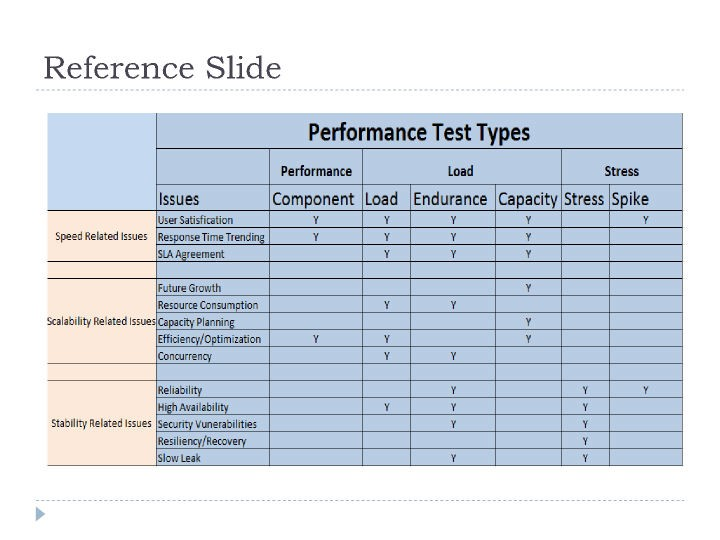 Reference Slide
Performance Test Types
Performance Load Stress
Issues Component Load Endurance Capacity Stress Spike
Speed Related Issues
User Satisfication Y Y Y Y Y
Response Time Trending Y Y Y Y
SLA Agreement Y Y Y
Scalability Related Issues
Future Growth Y
Resource Consumption Y Y
Capacity Planning Y
Efficiency/Optimization Y Y Y
Concurrency Y Y
Stability Related Issues
Reliability Y Y Y
High Availability Y Y Y
Security Vunerabilities Y Y
Resiliency/Recovery Y
Slow Leak Y Y